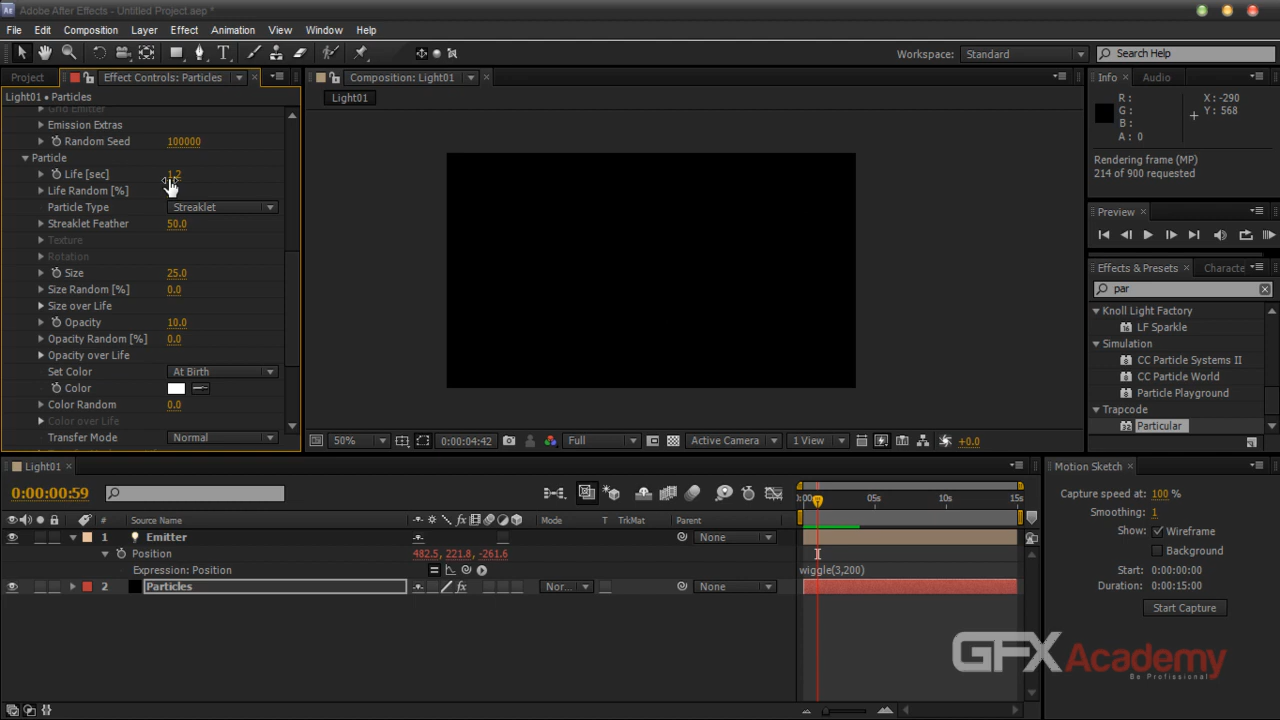 Adobe After Effects - Untitled Project.aep *
File Edit Composition Layer Effect Animation View Window Help
Workspace: Standard Search Help
Project Effect Controls: Particles
Light01 • Particles
Grid Emitter
Emission Extras
Random Seed 100000
Particle
Life [sec] 1.2
Life Random [%]
Particle Type Streaklet
Streaklet Feather 50.0
Texture
Rotation
Size 25.0
Size Random [%] 0.0
Size over Life
Opacity 10.0
Opacity Random [%] 0.0
Opacity over Life
Set Color At Birth
Color
Color Random 0.0
Color over Life
Transfer Mode Normal
Composition: Light01
Light01
50% 0:00:04:42 Full Active Camera 1 View +0.0
Info Audio
R : X : -290
G : Y : 568
B :
A : 0
Rendering frame (MP)
214 of 900 requested
Preview
Effects & Presets Characte
par
Knoll Light Factory
LF Sparkle
Simulation
CC Particle Systems II
CC Particle World
Particle Playground
Trapcode
Particular
Light01
0:00:00:59
05s 10s 15s
# Source Name Mode T TrkMat Parent
1 Emitter None
Position 482.5, 221.8, -261.6
Expression: Position wiggle(3,200)
2 Particles Nor... None
Motion Sketch
Capture speed at: 100 %
Smoothing: 1
Show: Wireframe
Background
Start: 0:00:00:00
Duration: 0:00:15:00
Start Capture
GFXAcademy
Be Profissional